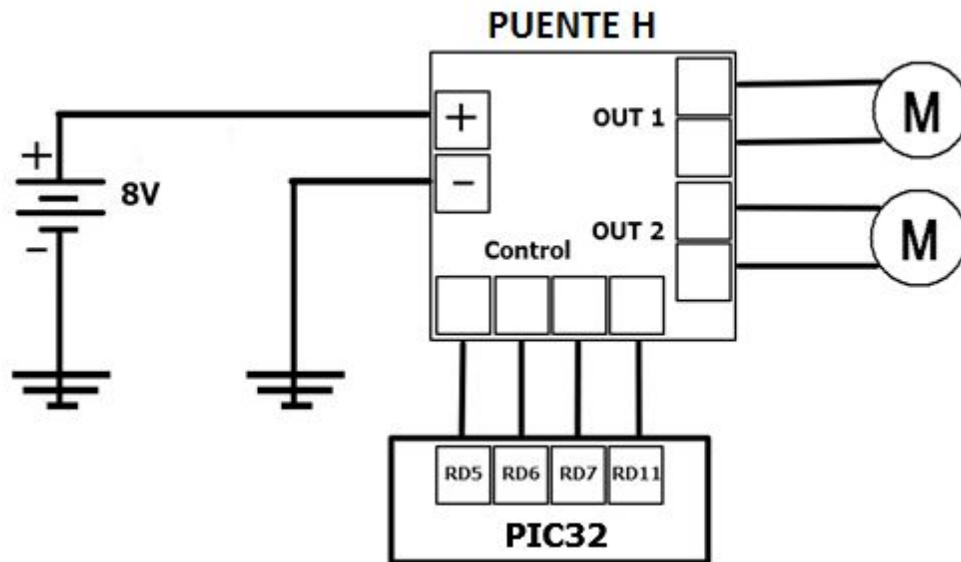 PUENTE H
+
-
OUT 1
M
+
8V
-
OUT 2
M
Control
RD5 RD6 RD7 RD11
PIC32